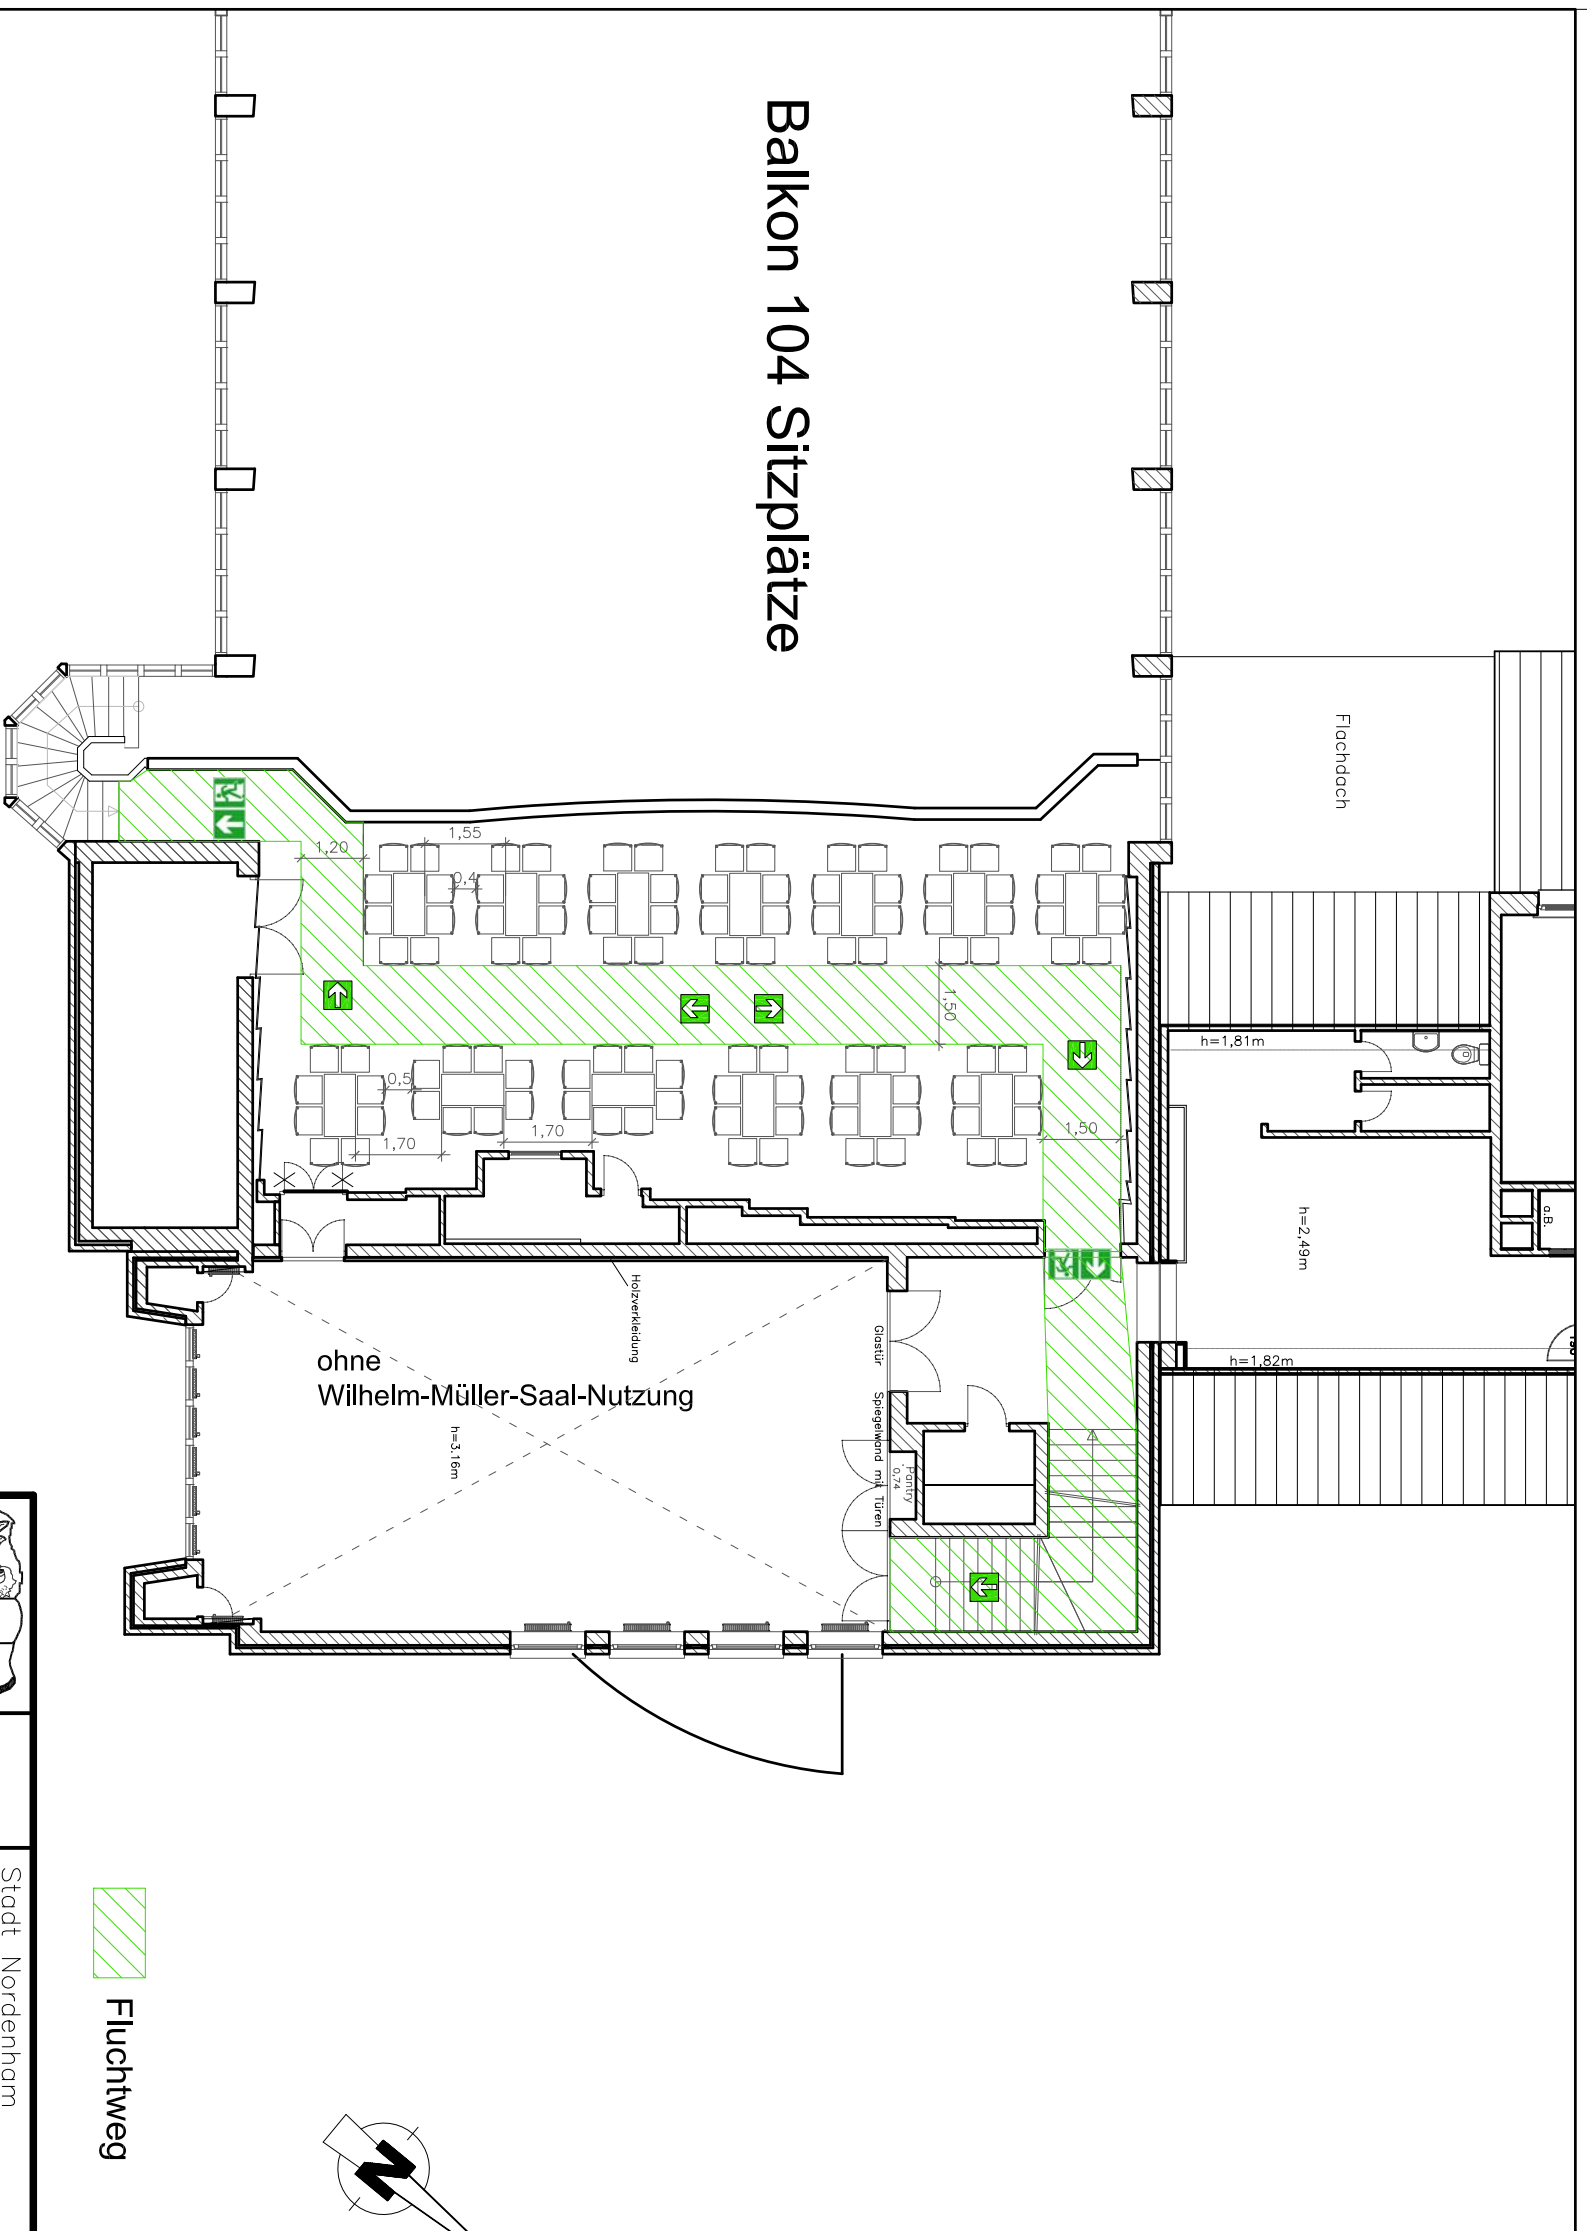 Balkon 104 Sitzplätze
Flachdach
1,55
1,20
0,4
1,50
h=1,81m
0,5
1,70
1,70
1,50
h=2,49m
a.B.
Holzverkleidung
Glastür
h=1,82m
ohne
Wilhelm-Müller-Saal-Nutzung
h=3.16m
Spiegelwand mit Türen
Pantry
0,74
Stadt Nordenham
Fluchtweg
N